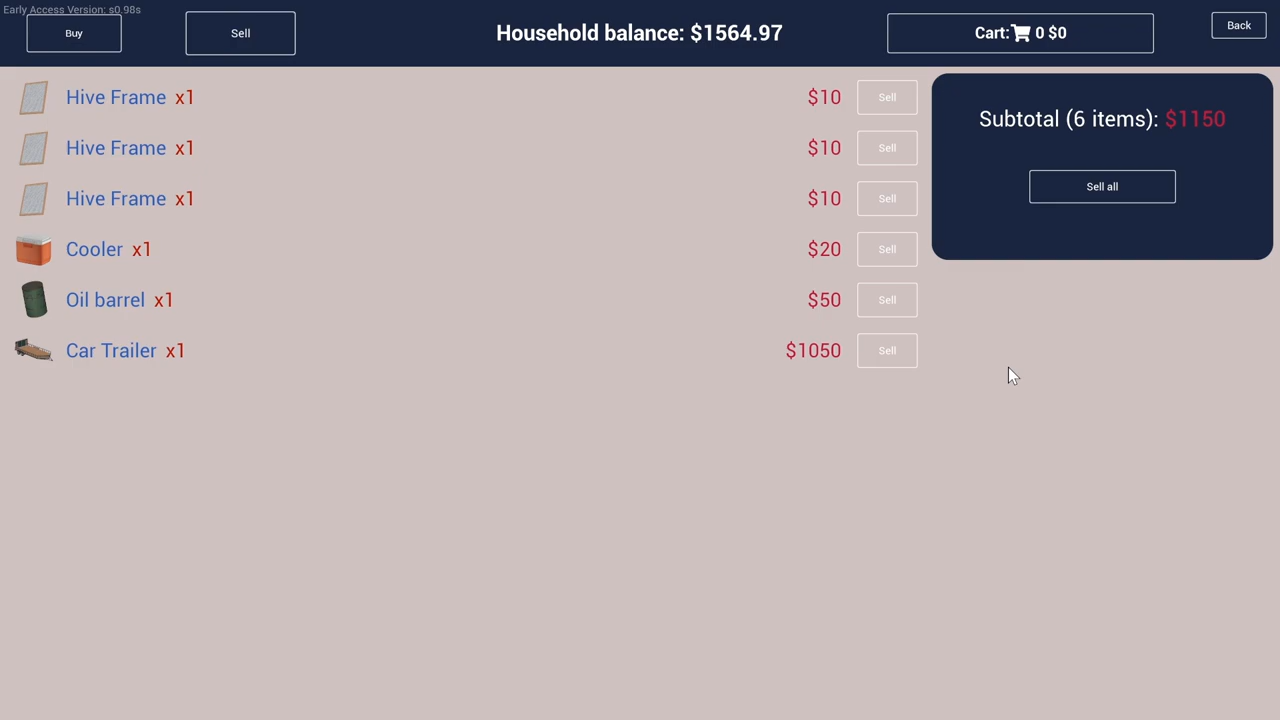 Early Access Version: s0.98s
Buy
Sell
Household balance: $1564.97
Cart: 0 $0
Back
Hive Frame x1 $10 Sell
Hive Frame x1 $10 Sell
Hive Frame x1 $10 Sell
Cooler x1 $20 Sell
Oil barrel x1 $50 Sell
Car Trailer x1 $1050 Sell
Subtotal (6 items): $1150
Sell all